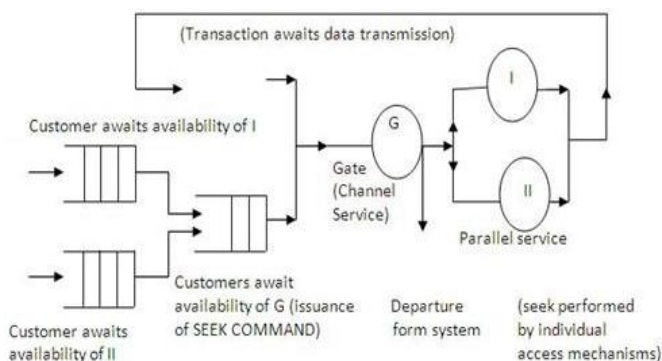 (Transaction awaits data transmission)
I
Customer awaits availability of I
G
Gate
(Channel
Service)
II
Parallel service
Customers await
availability of G (issuance
of SEEK COMMAND)
Departure
form system
(seek performed
by individual
access mechanisms)
Customer awaits
availability of II